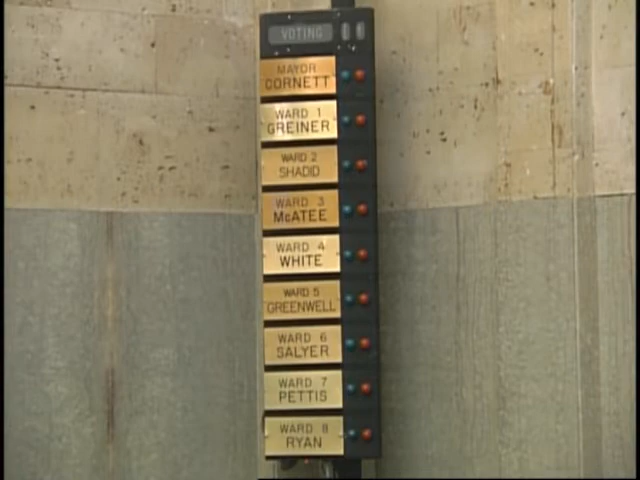 VOTING
MAYOR
CORNETT
WARD 1
GREINER
WARD 2
SHADID
WARD 3
McATEE
WARD 4
WHITE
WARD 5
GREENWELL
WARD 6
SALYER
WARD 7
PETTIS
WARD 8
RYAN